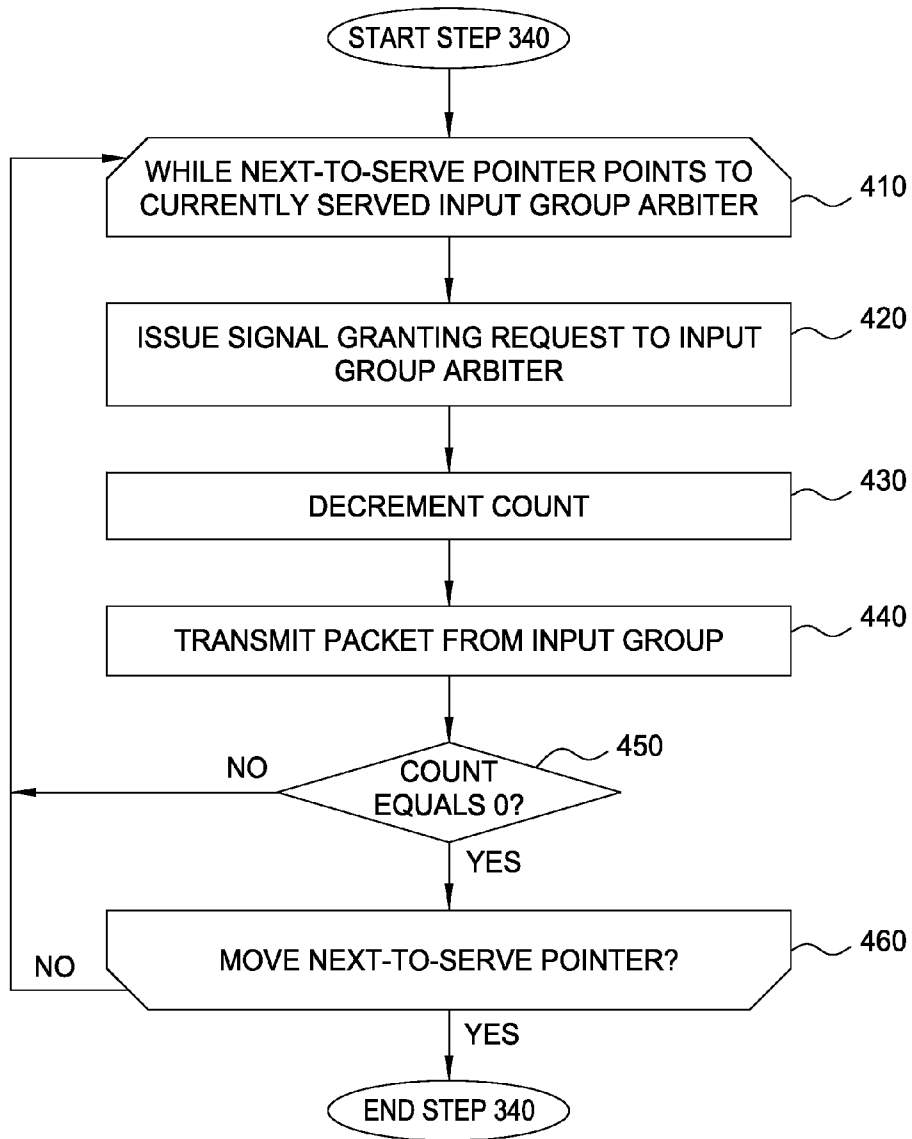 START STEP 340
WHILE NEXT-TO-SERVE POINTER POINTS TO
CURRENTLY SERVED INPUT GROUP ARBITER
410
ISSUE SIGNAL GRANTING REQUEST TO INPUT
GROUP ARBITER
420
DECREMENT COUNT
430
TRANSMIT PACKET FROM INPUT GROUP
440
COUNT
EQUALS 0?
450
NO
YES
MOVE NEXT-TO-SERVE POINTER?
460
NO
YES
END STEP 340